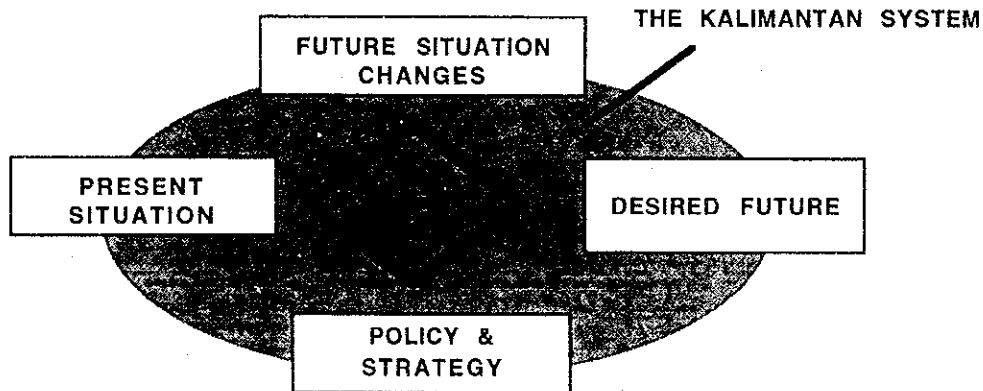 THE KALIMANTAN SYSTEM
FUTURE SITUATION
CHANGES
PRESENT
SITUATION
DESIRED FUTURE
POLICY &
STRATEGY